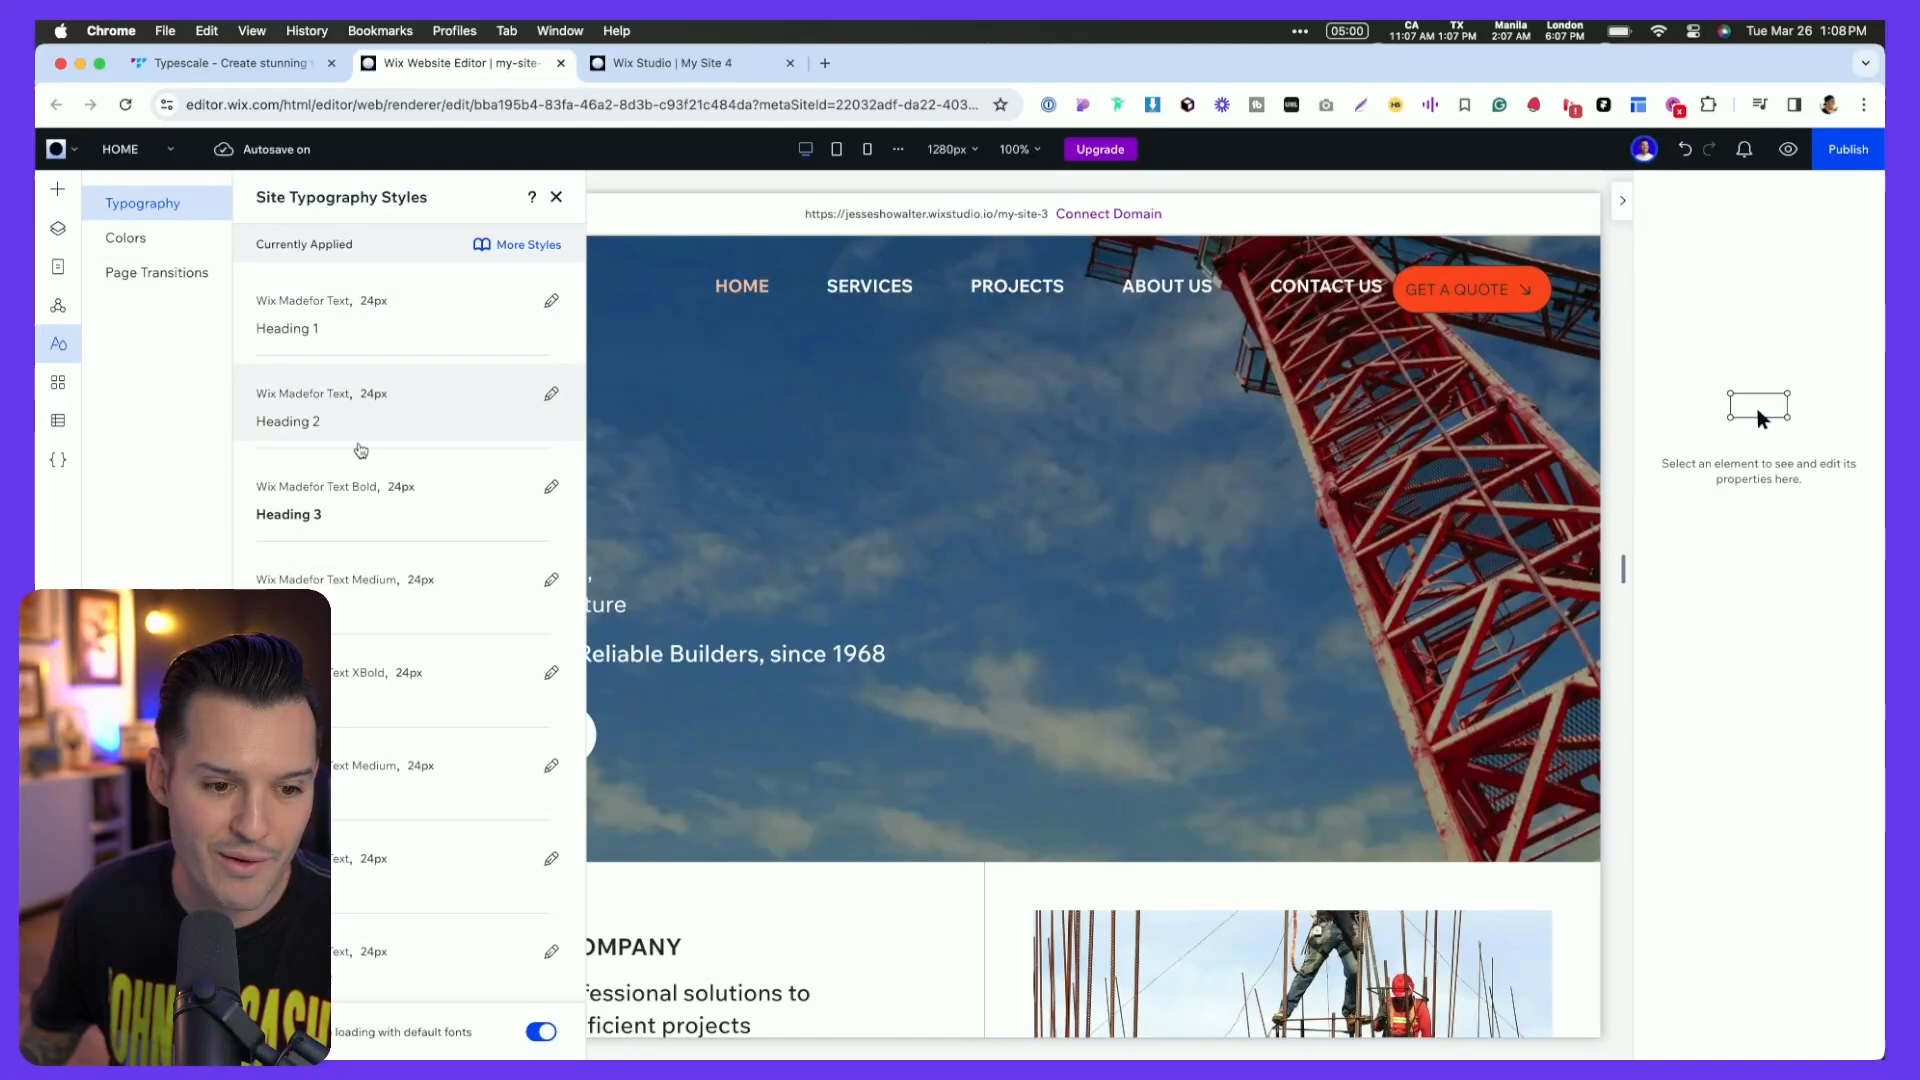 Chrome File Edit View History Bookmarks Profiles Tab Window Help
05:00
CA TX Manila London
11:07 AM 1:07 PM 2:07 AM 6:07 PM
Tue Mar 26 1:08 PM
Typescale - Create stunning
Wix Website Editor | my-site-
Wix Studio | My Site 4
editor.wix.com/html/editor/web/renderer/edit/bba195b4-83fa-46a2-8d3b-c93f21c484da?metaSiteId=22032adf-da22-403...
HOME
Autosave on
1280px
100%
Upgrade
Publish
Typography
Colors
Page Transitions
Site Typography Styles
?
Currently Applied
More Styles
Wix Madefor Text, 24px
Heading 1
Wix Madefor Text, 24px
Heading 2
Wix Madefor Text Bold, 24px
Heading 3
Wix Madefor Text Medium, 24px
ext XBold, 24px
ext Medium, 24px
ext, 24px
ext, 24px
loading with default fonts
https://jesseshowalter.wixstudio.io/my-site-3 Connect Domain
HOME SERVICES PROJECTS ABOUT US CONTACT US
GET A QUOTE
,
ture
Reliable Builders, since 1968
OMPANY
fessional solutions to
ficient projects
Select an element to see and edit its
properties here.
JOHN CASH